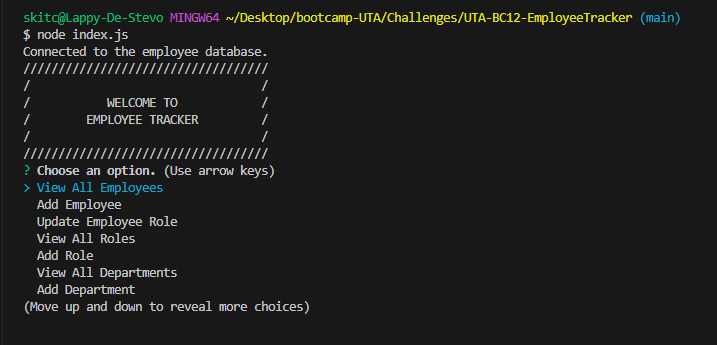 skitc@Lappy-De-Stevo MINGW64 ~/Desktop/bootcamp-UTA/Challenges/UTA-BC12-EmployeeTracker (main)
$ node index.js
Connected to the employee database.
///////////////////////////////////
/                                 /
/           WELCOME TO            /
/        EMPLOYEE TRACKER         /
/                                 /
///////////////////////////////////
? Choose an option. (Use arrow keys)
> View All Employees
  Add Employee
  Update Employee Role
  View All Roles
  Add Role
  View All Departments
  Add Department
(Move up and down to reveal more choices)